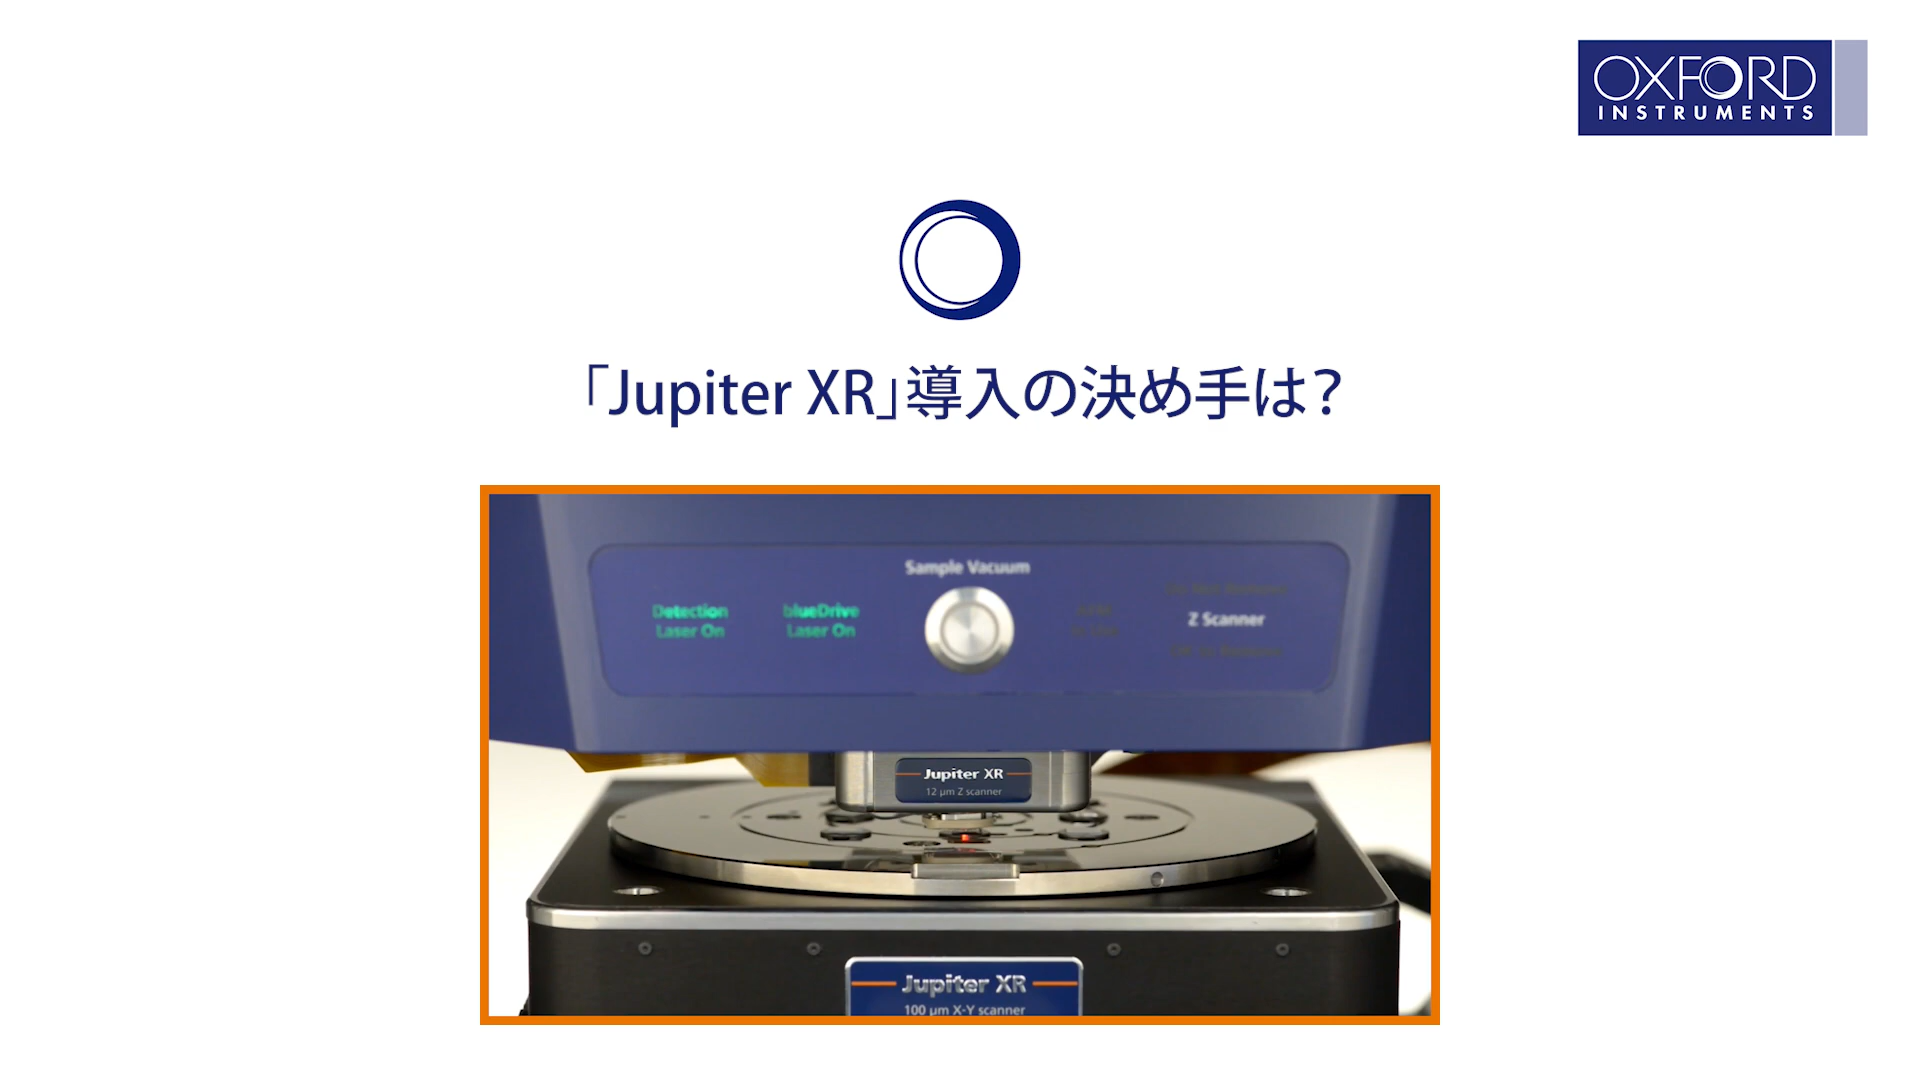 OXFORD
INSTRUMENTS
「Jupiter XR」導入の決め手は?
Sample Vacuum
Detection
Laser On
blueDrive
Laser On
Z Scanner
Jupiter XR
12 µm Z scanner
Jupiter XR
100 µm X-Y scanner